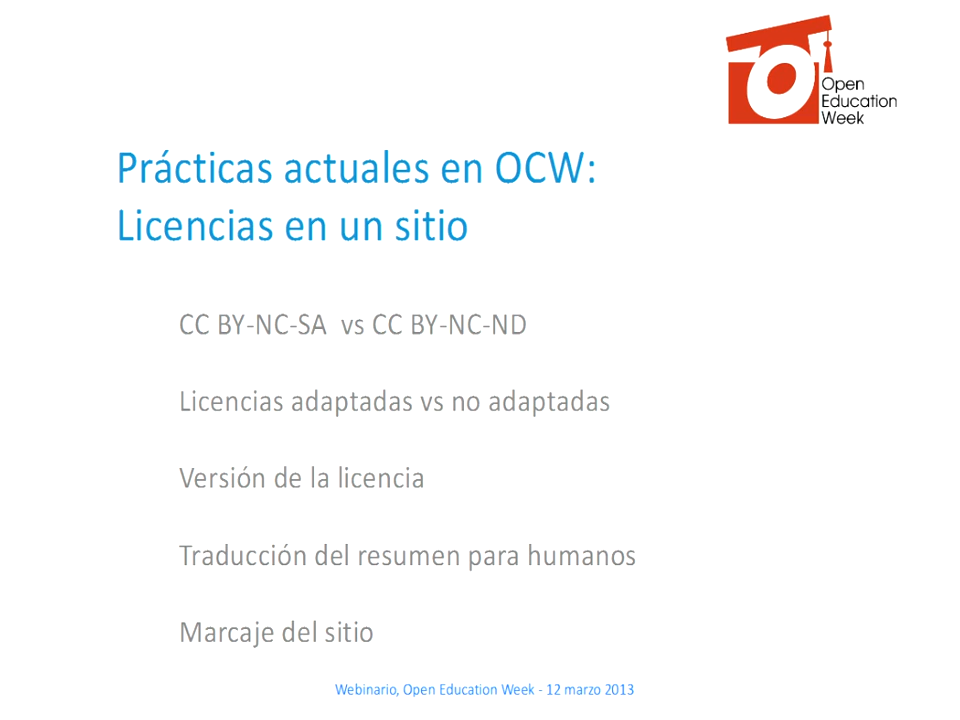 Open
Education
Week
Prácticas actuales en OCW:
Licencias en un sitio
CC BY-NC-SA vs CC BY-NC-ND
Licencias adaptadas vs no adaptadas
Versión de la licencia
Traducción del resumen para humanos
Marcaje del sitio
Webinario, Open Education Week - 12 marzo 2013